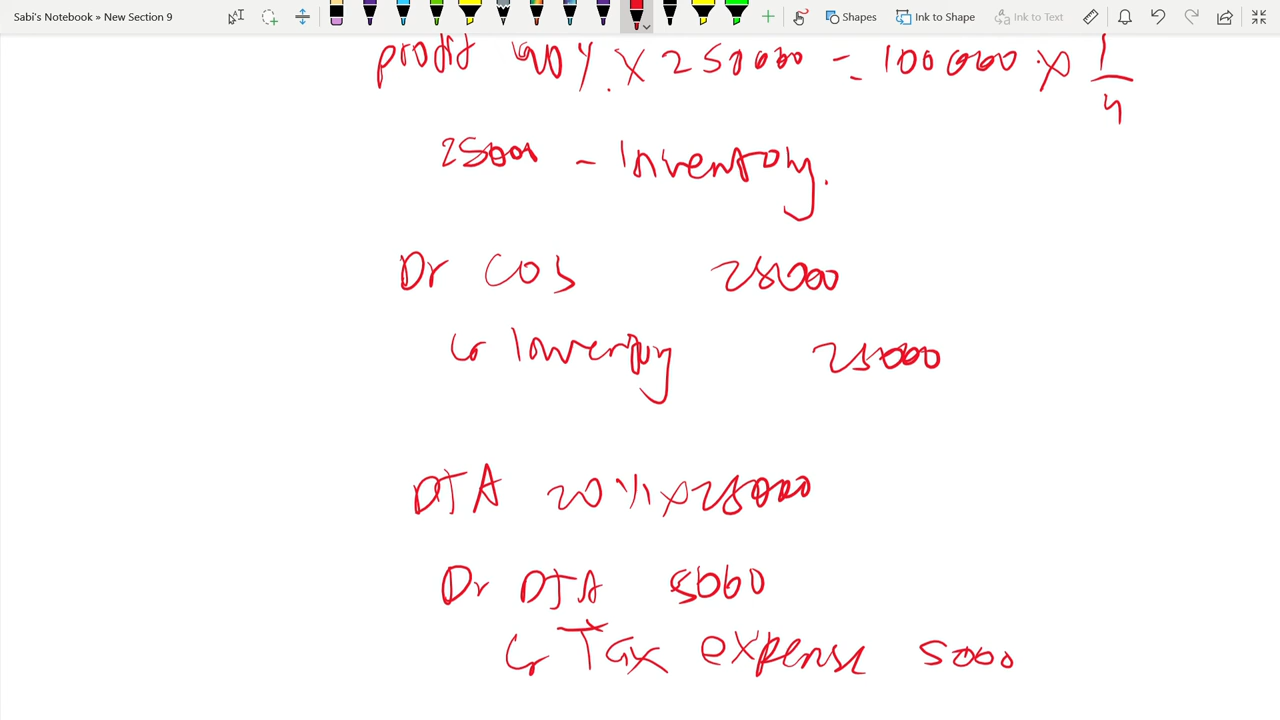 Sabi's Notebook » New Section 9
Shapes
Ink to Shape
Ink to Text
profit 40% x 250000 = 100000 x 1/4
25000 - Inventory.
Dr COS 25000
Cr Inventory 25000
DTA 20% x 25000
Dr DTA 5000
Cr Tax expense 5000